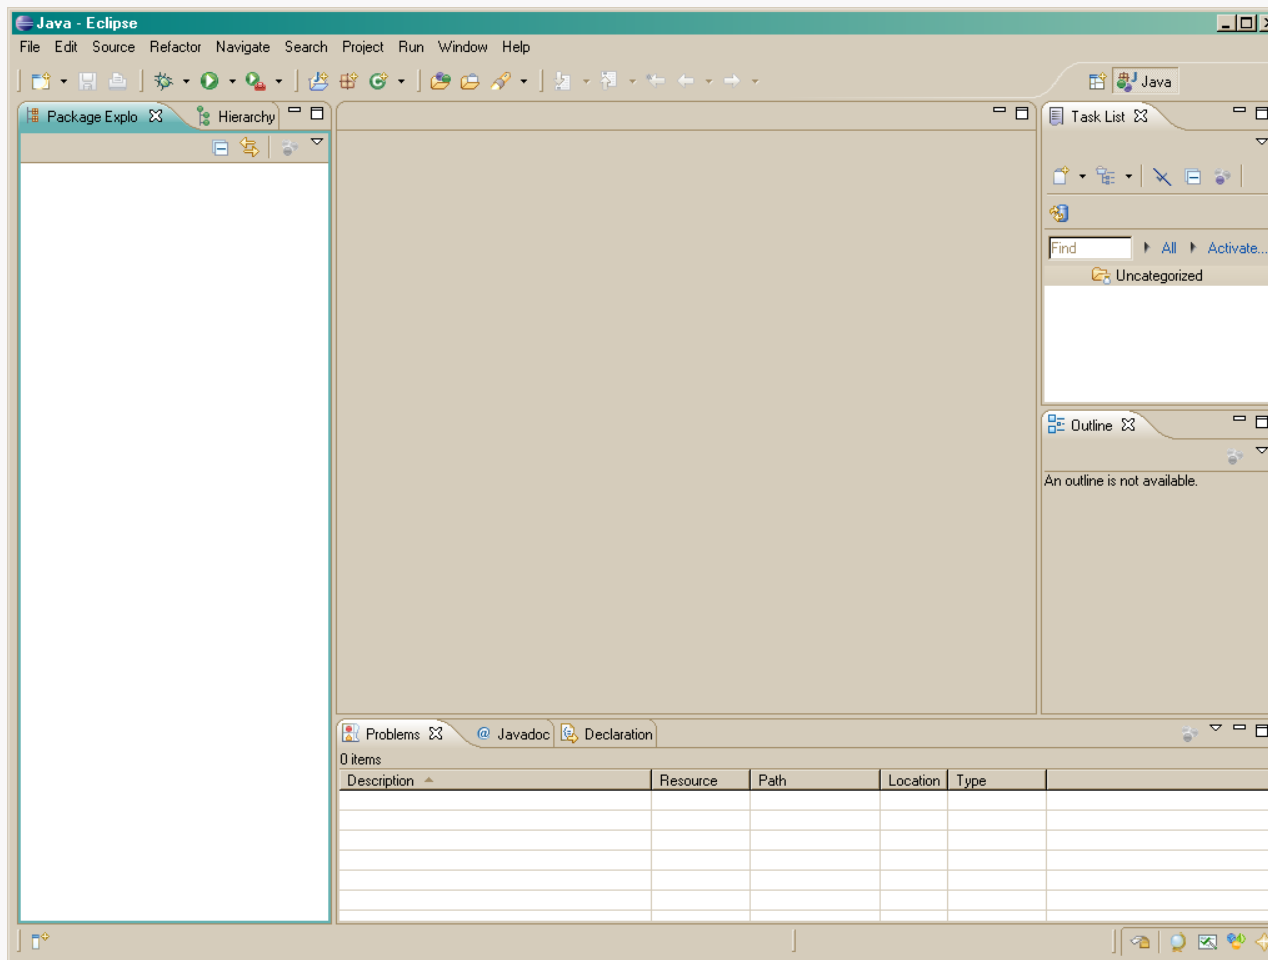 Java - Eclipse
File Edit Source Refactor Navigate Search Project Run Window Help
Java
Package Explo Hierarchy
Task List
Find All Activate...
Uncategorized
Outline
An outline is not available.
Problems @ Javadoc Declaration
0 items
Description Resource Path Location Type